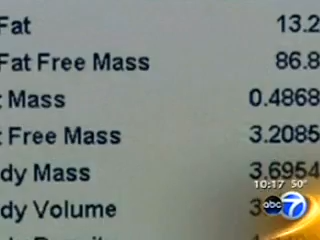 Fat 13.2
Fat Free Mass 86.8
Mass 0.4868
Free Mass 3.2085
dy Mass 3.6954
dy Volume 3
10:17 50°
abc 7